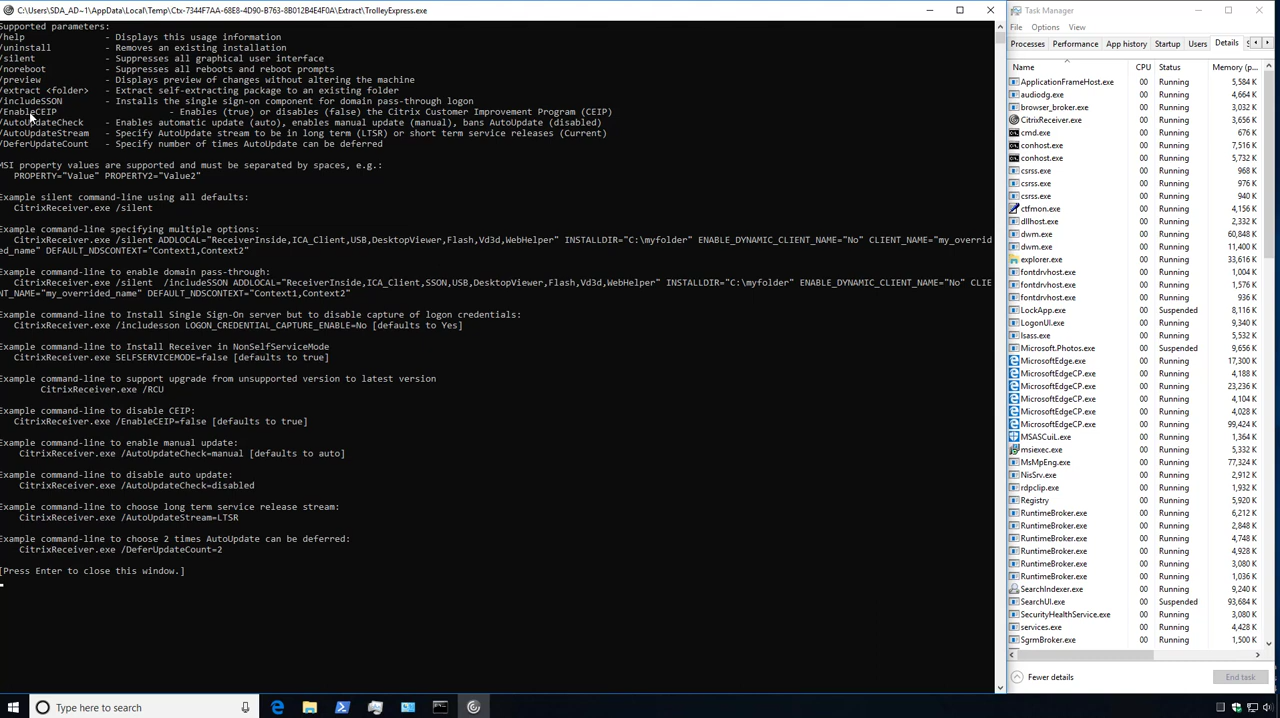 C:\Users\SDA_AD~1\AppData\Local\Temp\Ctx-7344F7AA-68E8-4D90-B763-8B012B4E4F0A\Extract\TrolleyExpress.exe
Supported parameters:
/help - Displays this usage information
/uninstall - Removes an existing installation
/silent - Suppresses all graphical user interface
/noreboot - Suppresses all reboots and reboot prompts
/preview - Displays preview of changes without altering the machine
/extract <folder> - Extract self-extracting package to an existing folder
/includeSSON - Installs the single sign-on component for domain pass-through logon
/EnableCEIP - Enables (true) or disables (false) the Citrix Customer Improvement Program (CEIP)
/AutoUpdateCheck - Enables automatic update (auto), enables manual update (manual), bans AutoUpdate (disabled)
/AutoUpdateStream - Specify AutoUpdate stream to be in long term (LTSR) or short term service releases (Current)
/DeferUpdateCount - Specify number of times AutoUpdate can be deferred
MSI property values are supported and must be separated by spaces, e.g.:
PROPERTY="Value" PROPERTY2="Value2"
Example silent command-line using all defaults:
CitrixReceiver.exe /silent
Example command-line specifying multiple options:
CitrixReceiver.exe /silent ADDLOCAL="ReceiverInside,ICA_Client,USB,DesktopViewer,Flash,Vd3d,WebHelper" INSTALLDIR="C:\myfolder" ENABLE_DYNAMIC_CLIENT_NAME="No" CLIENT_NAME="my_overrid
ed_name" DEFAULT_NDSCONTEXT="Context1,Context2"
Example command-line to enable domain pass-through:
CitrixReceiver.exe /silent /includeSSON ADDLOCAL="ReceiverInside,ICA_Client,SSON,USB,DesktopViewer,Flash,Vd3d,WebHelper" INSTALLDIR="C:\myfolder" ENABLE_DYNAMIC_CLIENT_NAME="No" CLIE
NT_NAME="my_overrided_name" DEFAULT_NDSCONTEXT="Context1,Context2"
Example command-line to Install Single Sign-On server but to disable capture of logon credentials:
CitrixReceiver.exe /includesson LOGON_CREDENTIAL_CAPTURE_ENABLE=No [defaults to Yes]
Example command-line to Install Receiver in NonSelfServiceMode
CitrixReceiver.exe SELFSERVICEMODE=false [defaults to true]
Example command-line to support upgrade from unsupported version to latest version
CitrixReceiver.exe /RCU
Example command-line to disable CEIP:
CitrixReceiver.exe /EnableCEIP=false [defaults to true]
Example command-line to enable manual update:
CitrixReceiver.exe /AutoUpdateCheck=manual [defaults to auto]
Example command-line to disable auto update:
CitrixReceiver.exe /AutoUpdateCheck=disabled
Example command-line to choose long term service release stream:
CitrixReceiver.exe /AutoUpdateStream=LTSR
Example command-line to choose 2 times AutoUpdate can be deferred:
CitrixReceiver.exe /DeferUpdateCount=2
[Press Enter to close this window.]
Task Manager
File Options View
Processes Performance App history Startup Users Details
Name CPU Status Memory (p...
ApplicationFrameHost.exe 00 Running 5,584 K
audiodg.exe 00 Running 3,428 K
browser_broker.exe 00 Running 3,032 K
CitrixReceiver.exe 00 Running 3,264 K
cmd.exe 00 Running 676 K
conhost.exe 00 Running 7,516 K
conhost.exe 00 Running 5,732 K
csrss.exe 00 Running 968 K
csrss.exe 00 Running 976 K
csrss.exe 00 Running 940 K
ctfmon.exe 00 Running 4,156 K
dllhost.exe 00 Running 2,332 K
dwm.exe 00 Running 60,848 K
dwm.exe 00 Running 11,400 K
explorer.exe 00 Running 33,616 K
fontdrvhost.exe 00 Running 1,004 K
fontdrvhost.exe 00 Running 1,576 K
fontdrvhost.exe 00 Running 936 K
LockApp.exe 00 Suspended 8,116 K
LogonUI.exe 00 Running 9,340 K
lsass.exe 00 Running 5,332 K
Microsoft.Photos.exe 00 Suspended 9,656 K
MicrosoftEdge.exe 00 Running 17,300 K
MicrosoftEdgeCP.exe 00 Running 4,188 K
MicrosoftEdgeCP.exe 00 Running 23,236 K
MicrosoftEdgeCP.exe 00 Running 4,104 K
MicrosoftEdgeCP.exe 00 Running 4,028 K
MicrosoftEdgeCP.exe 00 Running 99,424 K
MSASCuiL.exe 00 Running 1,364 K
msiexec.exe 00 Running 5,332 K
MsMpEng.exe 00 Running 77,324 K
NisSrv.exe 00 Running 2,912 K
rdpclip.exe 00 Running 1,932 K
Registry 00 Running 5,920 K
RuntimeBroker.exe 00 Running 6,212 K
RuntimeBroker.exe 00 Running 2,848 K
RuntimeBroker.exe 00 Running 4,748 K
RuntimeBroker.exe 00 Running 4,928 K
RuntimeBroker.exe 00 Running 3,080 K
RuntimeBroker.exe 00 Running 1,036 K
SearchIndexer.exe 00 Running 9,240 K
SearchUI.exe 00 Suspended 93,684 K
SecurityHealthService.exe 00 Running 3,080 K
services.exe 00 Running 4,428 K
SgrmBroker.exe 00 Running 1,500 K
Fewer details
End task
Type here to search